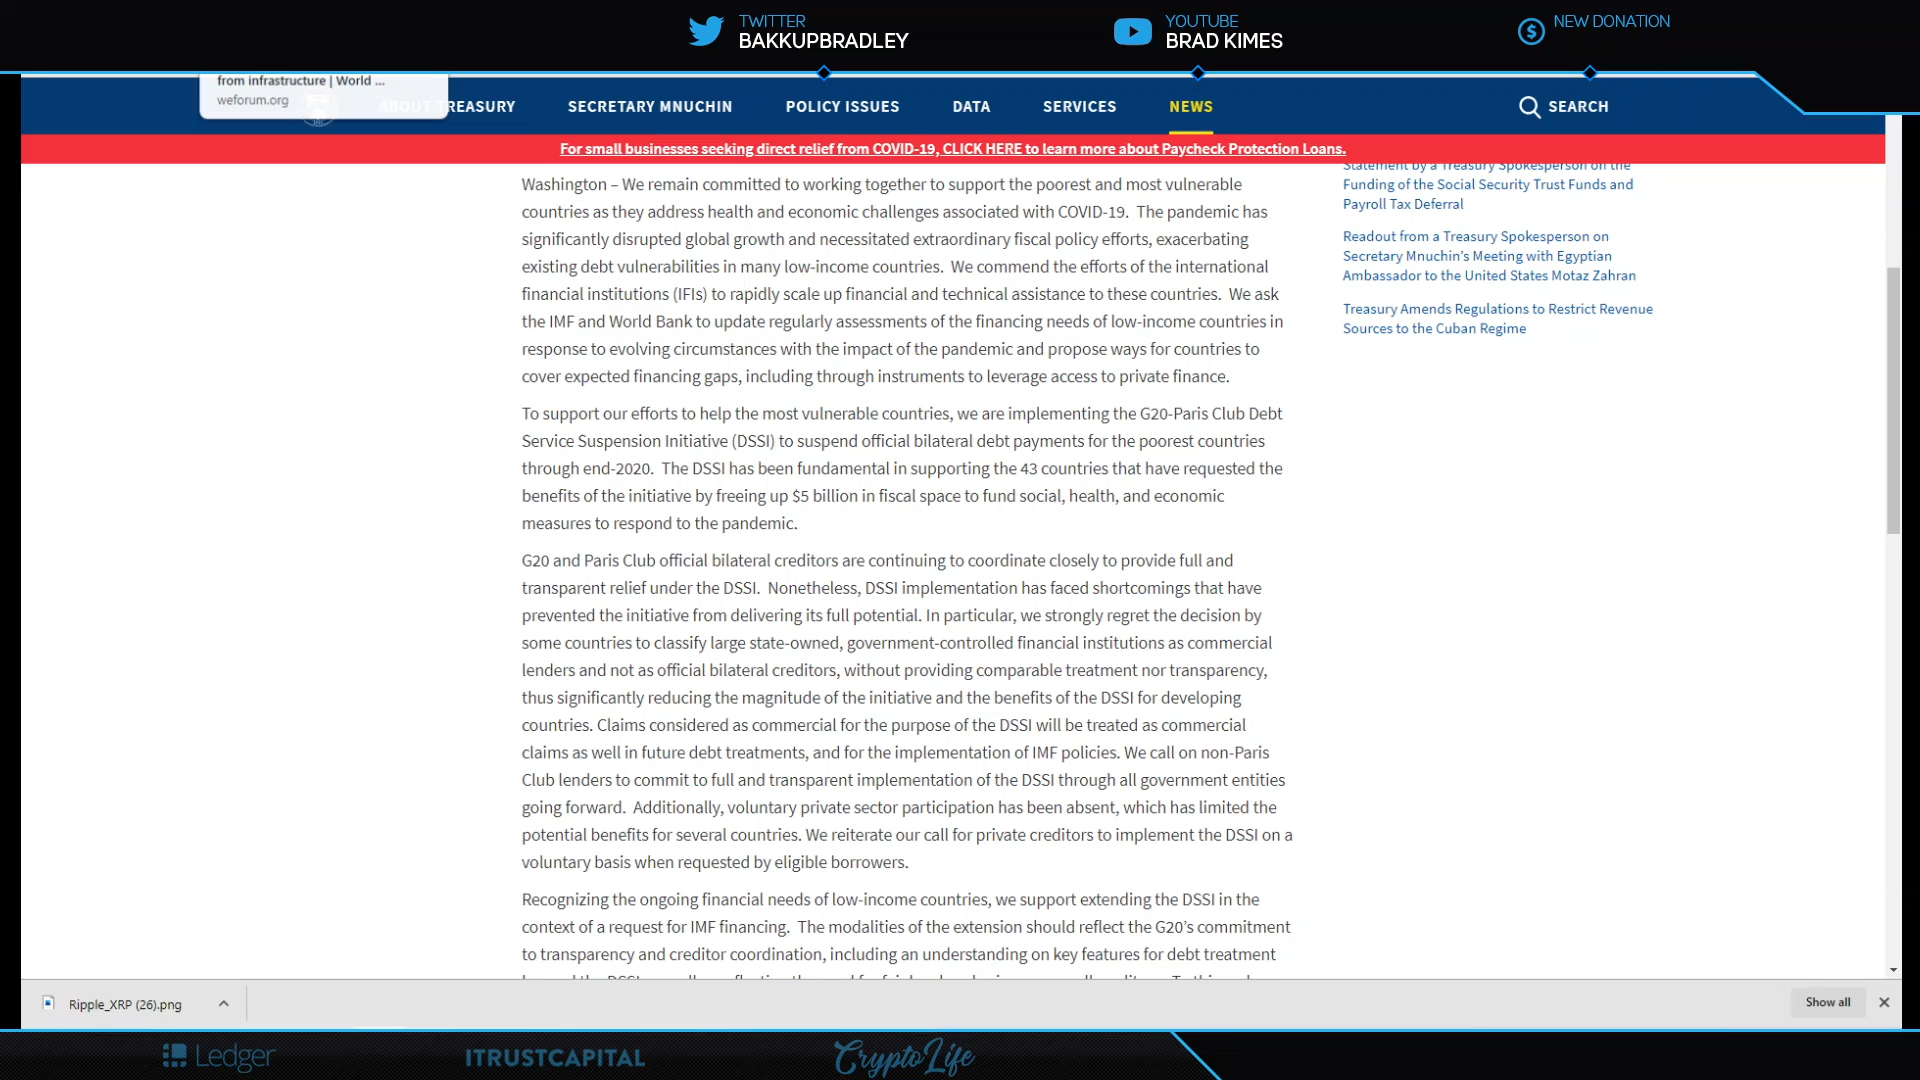 TWITTER
BAKKUPBRADLEY
YOUTUBE
BRAD KIMES
NEW DONATION
from infrastructure | World ...
weforum.org
ABOUT TREASURY
SECRETARY MNUCHIN
POLICY ISSUES
DATA
SERVICES
NEWS
SEARCH
For small businesses seeking direct relief from COVID-19, CLICK HERE to learn more about Paycheck Protection Loans.
Washington – We remain committed to working together to support the poorest and most vulnerable
countries as they address health and economic challenges associated with COVID-19.  The pandemic has
significantly disrupted global growth and necessitated extraordinary fiscal policy efforts, exacerbating
existing debt vulnerabilities in many low-income countries.  We commend the efforts of the international
financial institutions (IFIs) to rapidly scale up financial and technical assistance to these countries.  We ask
the IMF and World Bank to update regularly assessments of the financing needs of low-income countries in
response to evolving circumstances with the impact of the pandemic and propose ways for countries to
cover expected financing gaps, including through instruments to leverage access to private finance.
To support our efforts to help the most vulnerable countries, we are implementing the G20-Paris Club Debt
Service Suspension Initiative (DSSI) to suspend official bilateral debt payments for the poorest countries
through end-2020.  The DSSI has been fundamental in supporting the 43 countries that have requested the
benefits of the initiative by freeing up $5 billion in fiscal space to fund social, health, and economic
measures to respond to the pandemic.
G20 and Paris Club official bilateral creditors are continuing to coordinate closely to provide full and
transparent relief under the DSSI.  Nonetheless, DSSI implementation has faced shortcomings that have
prevented the initiative from delivering its full potential. In particular, we strongly regret the decision by
some countries to classify large state-owned, government-controlled financial institutions as commercial
lenders and not as official bilateral creditors, without providing comparable treatment nor transparency,
thus significantly reducing the magnitude of the initiative and the benefits of the DSSI for developing
countries. Claims considered as commercial for the purpose of the DSSI will be treated as commercial
claims as well in future debt treatments, and for the implementation of IMF policies. We call on non-Paris
Club lenders to commit to full and transparent implementation of the DSSI through all government entities
going forward.  Additionally, voluntary private sector participation has been absent, which has limited the
potential benefits for several countries. We reiterate our call for private creditors to implement the DSSI on a
voluntary basis when requested by eligible borrowers.
Recognizing the ongoing financial needs of low-income countries, we support extending the DSSI in the
context of a request for IMF financing.  The modalities of the extension should reflect the G20's commitment
to transparency and creditor coordination, including an understanding on key features for debt treatment
Statement by a Treasury Spokesperson on the
Funding of the Social Security Trust Funds and
Payroll Tax Deferral
Readout from a Treasury Spokesperson on
Secretary Mnuchin's Meeting with Egyptian
Ambassador to the United States Motaz Zahran
Treasury Amends Regulations to Restrict Revenue
Sources to the Cuban Regime
Ripple_XRP (26).png
Show all
Ledger
ITRUSTCAPITAL
CryptoLife